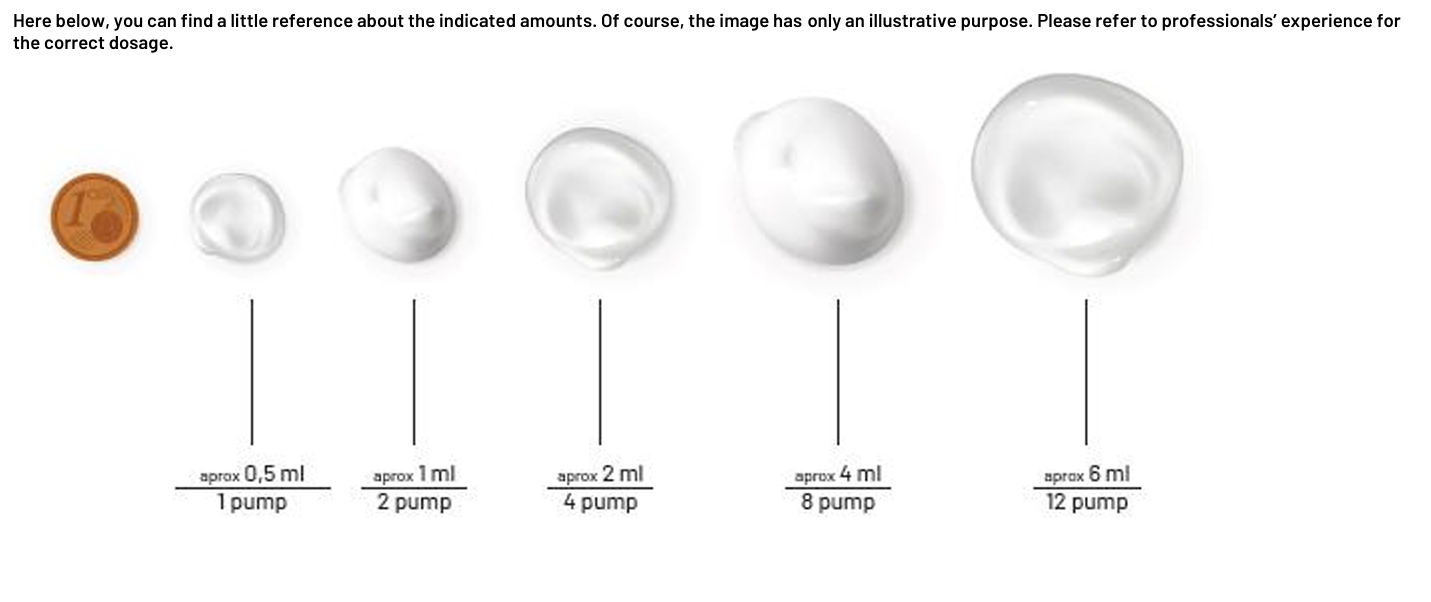 Here below, you can find a little reference about the indicated amounts. Of course, the image has only an illustrative purpose. Please refer to professionals’ experience for
the correct dosage.
1
aprox 0,5 ml
1 pump
aprox 1 ml
2 pump
aprox 2 ml
4 pump
aprox 4 ml
8 pump
aprox 6 ml
12 pump